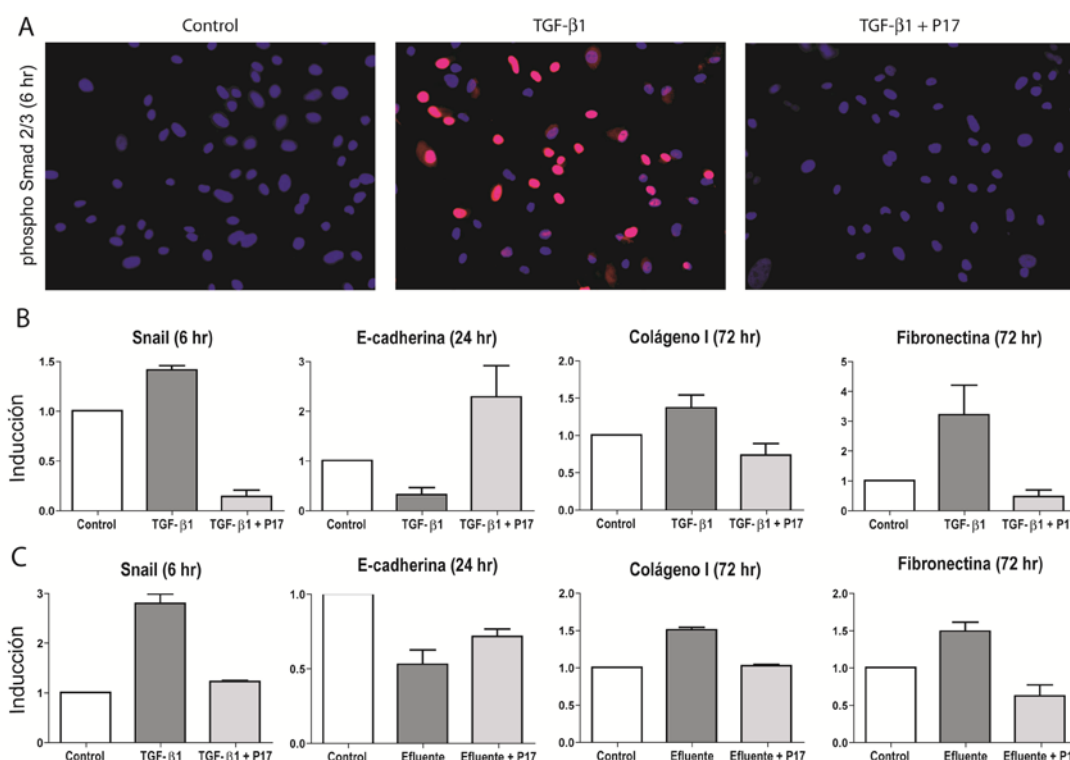 A
Control
TGF-β1
TGF-β1 + P17
phospho Smad 2/3 (6 hr)
B
Snail (6 hr)
E-cadherina (24 hr)
Colágeno I (72 hr)
Fibronectina (72 hr)
Inducción
1.5
1.0
0.5
0.0
Control
TGF-β1
TGF-β1 + P17
3
2
1
0
Control
TGF-β1
TGF-β1 + P17
2.0
1.5
1.0
0.5
0.0
Control
TGF-β1
TGF-β1 + P17
5
4
3
2
1
0
Control
TGF-β1
TGF-β1 + P1
C
Snail (6 hr)
E-cadherina (24 hr)
Colágeno I (72 hr)
Fibronectina (72 hr)
Inducción
3
2
1
0
Control
TGF-β1
TGF-β1 + P17
1.0
0.5
0.0
Control
Efluente
Efluente + P17
2.0
1.5
1.0
0.5
0.0
Control
Efluente
Efluente + P17
2.0
1.5
1.0
0.5
0.0
Control
Efluente
Efluente + P1